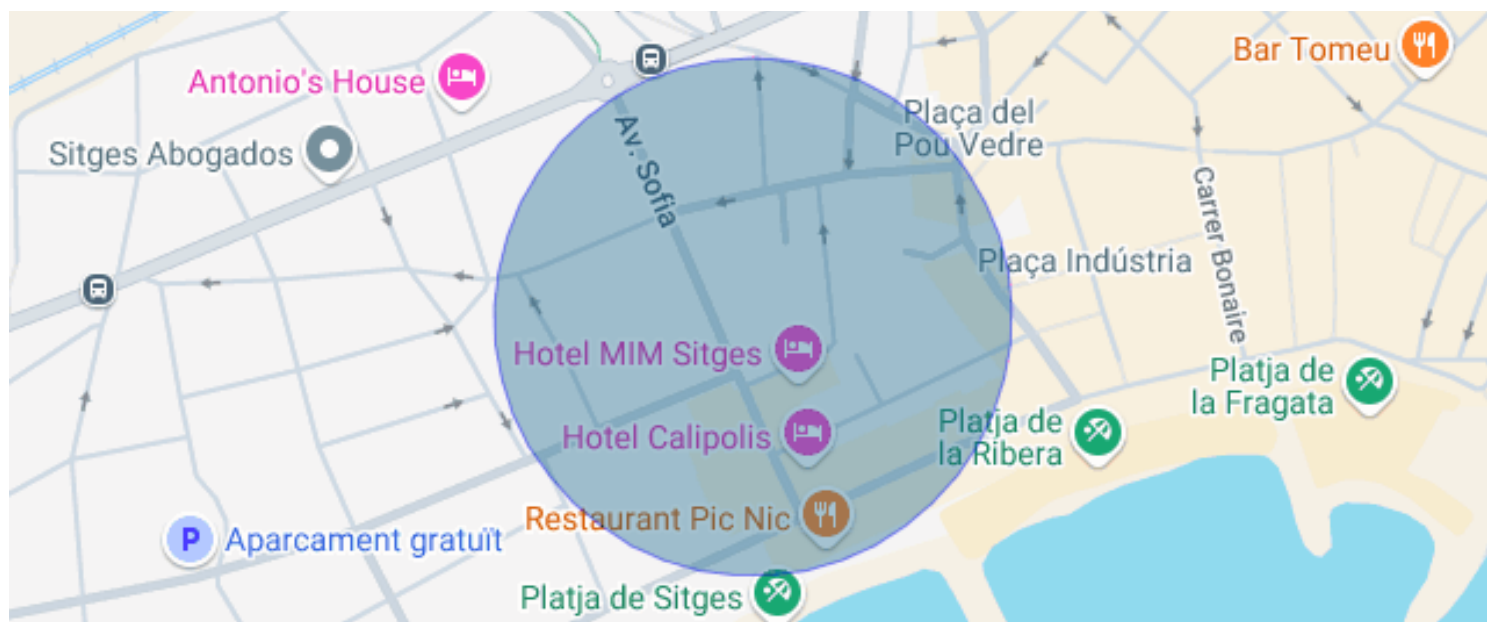 Bar Tomeu
Antonio's House
Plaça del
Pou Vedre
Sitges Abogados
Av. Sofia
Carrer Bonaire
Plaça Indústria
Hotel MIM Sitges
Platja de
la Fragata
Hotel Calipolis
Platja de
la Ribera
Restaurant Pic Nic
P
Aparcament gratuït
Platja de Sitges